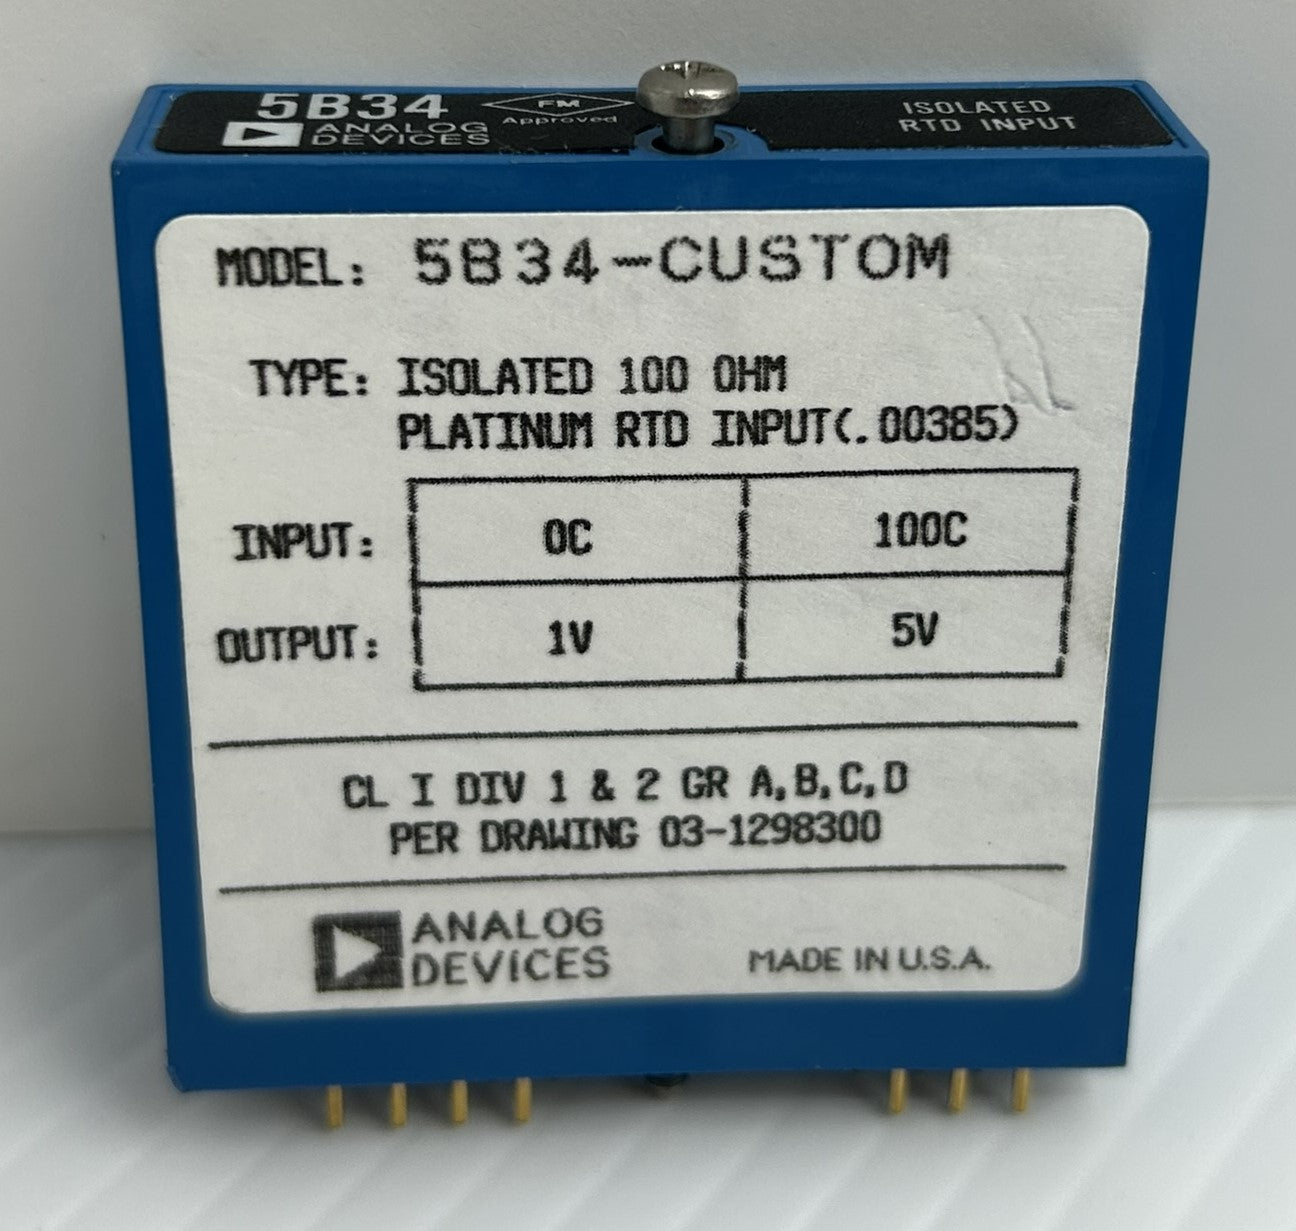 5B34
FM
Approved
ANALOG
DEVICES
ISOLATED
RTD INPUT
MODEL: 5B34-CUSTOM
TYPE: ISOLATED 100 OHM
PLATINUM RTD INPUT(.00385)
INPUT: 0C 100C
OUTPUT: 1V 5V
CL I DIV 1 & 2 GR A,B,C,D
PER DRAWING 03-1298300
ANALOG
DEVICES
MADE IN U.S.A.